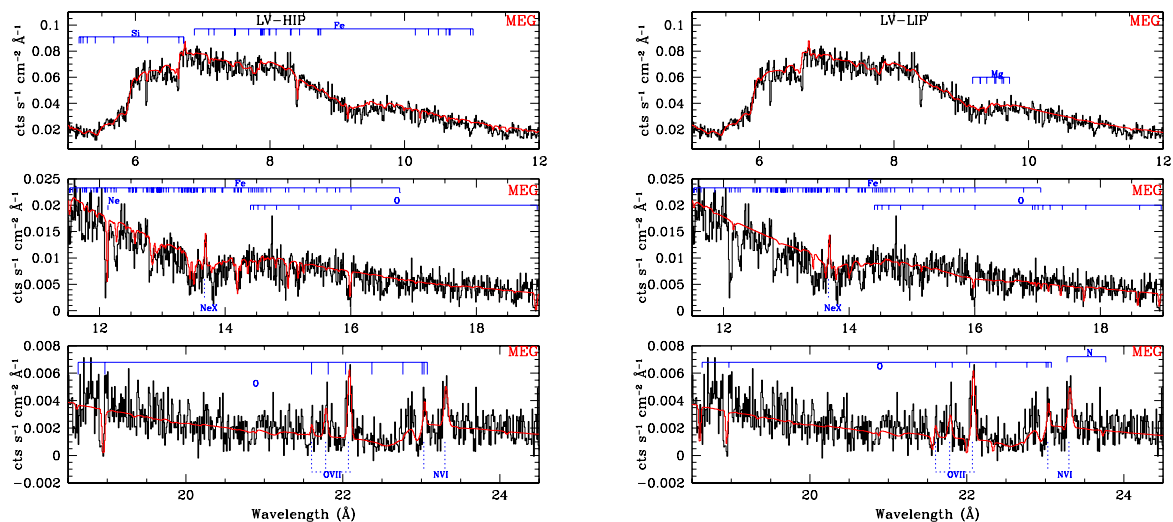 LV-HIP
MEG
Fe
Si
0.1
0.08
0.06
0.04
0.02
cts s⁻¹ cm⁻² Å⁻¹
6 8 10 12
MEG
Fe
Ne
O
NeX
0.025
0.02
0.015
0.01
0.005
0
cts s⁻¹ cm⁻² Å⁻¹
12 14 16 18
MEG
O
OVII
NVI
0.008
0.006
0.004
0.002
0
−0.002
cts s⁻¹ cm⁻² Å⁻¹
20 22 24
Wavelength (Å)
LV-LIP
MEG
Mg
0.1
0.08
0.06
0.04
0.02
cts s⁻¹ cm⁻² Å⁻¹
6 8 10 12
MEG
Fe
O
NeX
0.025
0.02
0.015
0.01
0.005
0
cts s⁻¹ cm⁻² Å⁻¹
12 14 16 18
MEG
N
O
OVII
NVI
0.008
0.006
0.004
0.002
0
−0.002
cts s⁻¹ cm⁻² Å⁻¹
20 22 24
Wavelength (Å)